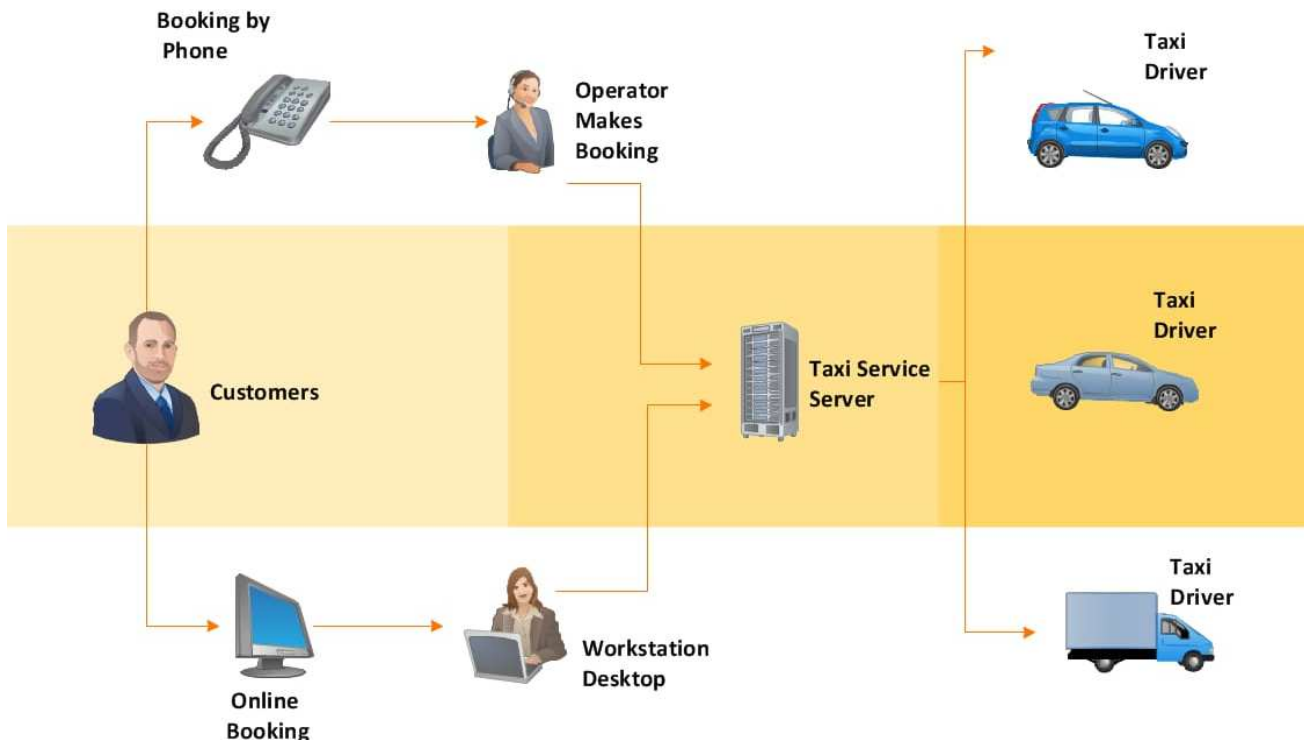 Booking by
Phone
Operator
Makes
Booking
Taxi
Driver
Customers
Taxi Service
Server
Taxi
Driver
Online
Booking
Workstation
Desktop
Taxi
Driver